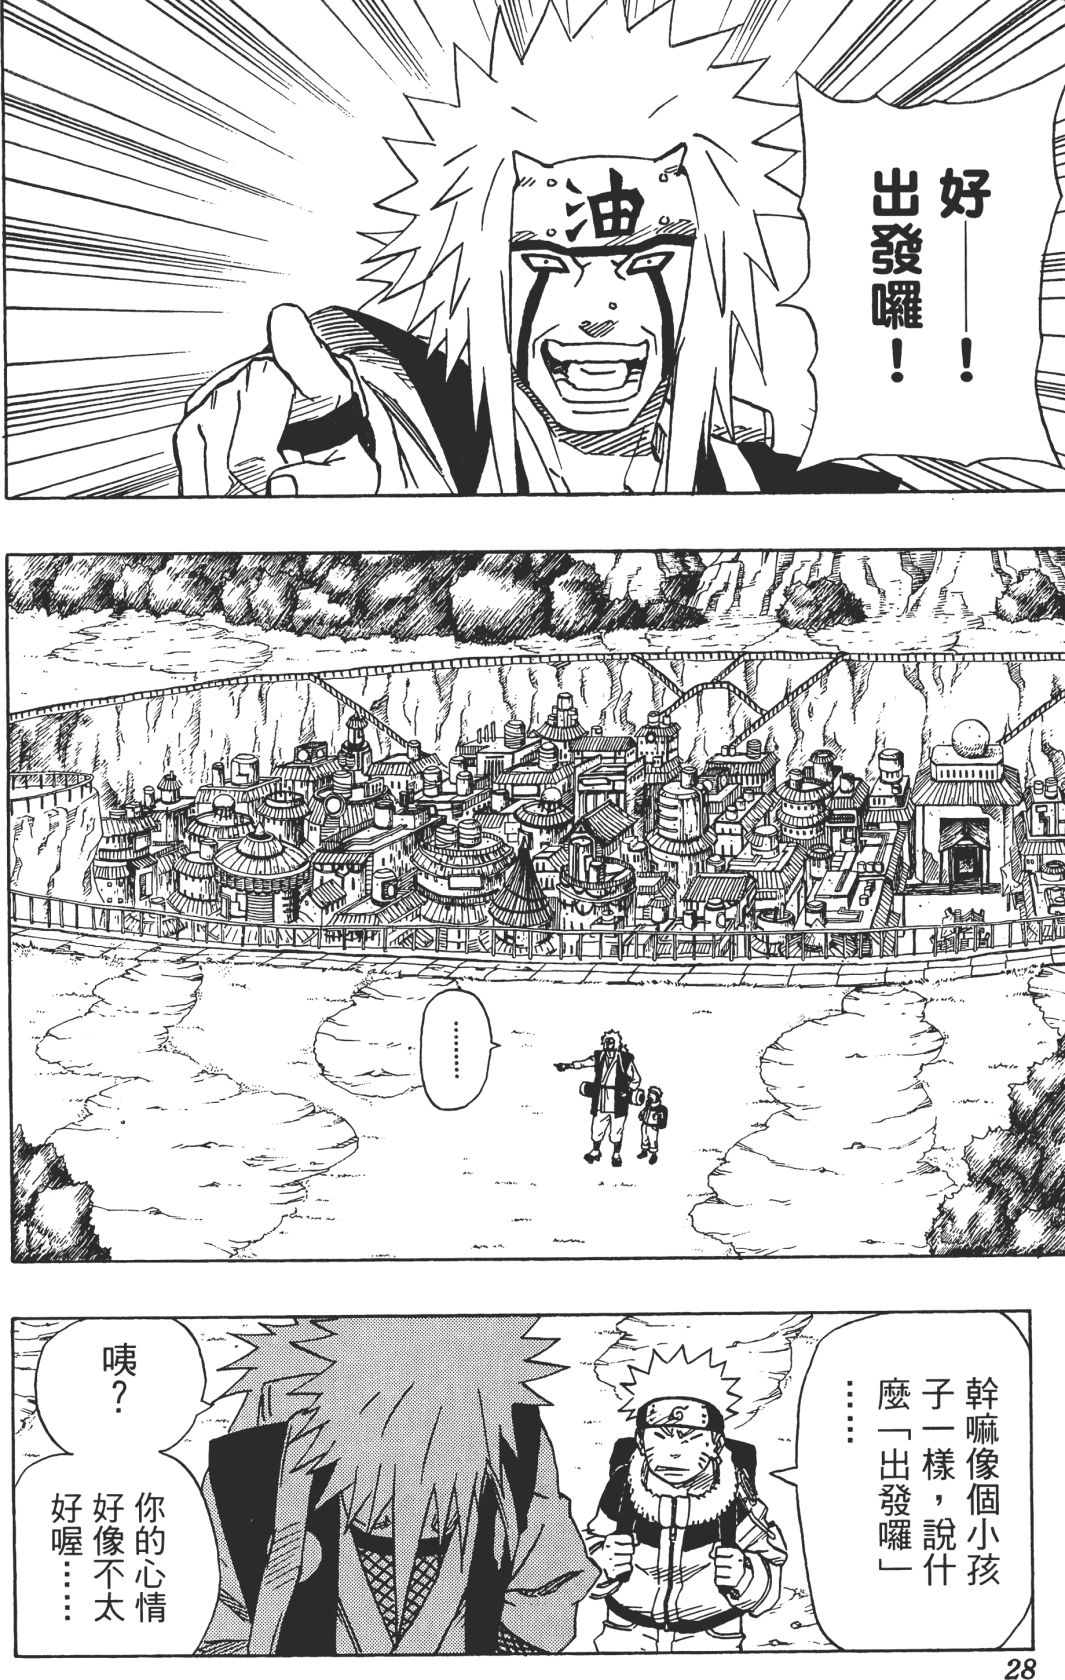 好——！
出發囉！
油
………
幹嘛像個小孩
子一樣，說什
麼「出發囉」
……
咦？
你的心情
好像不太
好喔……
28